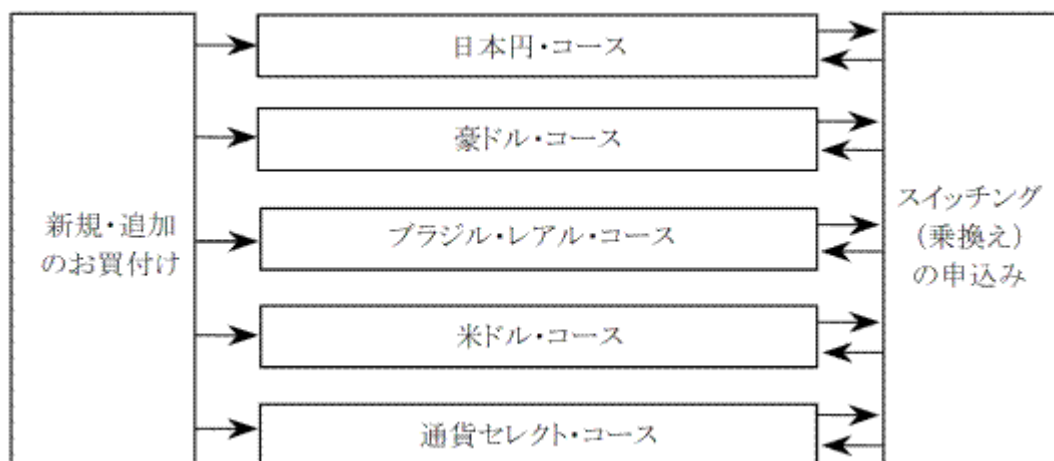 新規・追加
のお買付け
日本円・コース
豪ドル・コース
ブラジル・レアル・コース
米ドル・コース
通貨セレクト・コース
スイッチング
(乗換え)
の申込み